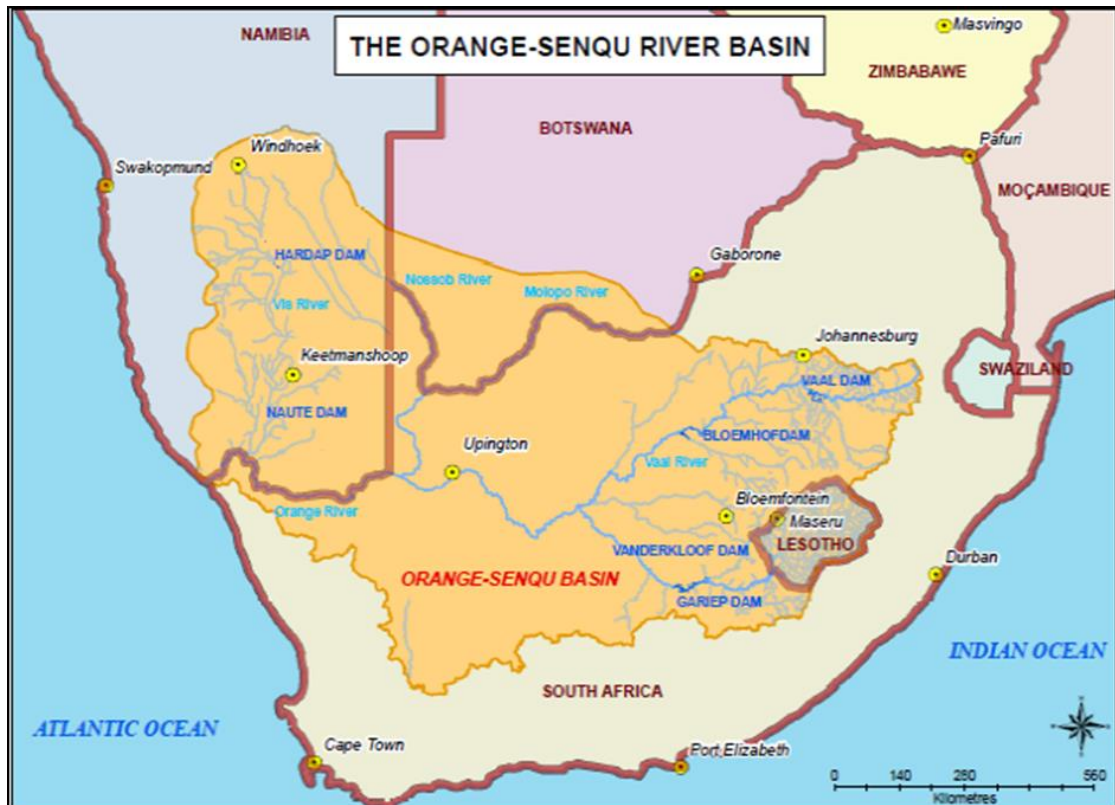 THE ORANGE-SENQU RIVER BASIN
NAMIBIA
Masvingo
ZIMBABAWE
BOTSWANA
Windhoek
Swakopmund
Pafuri
MOÇAMBIQUE
HARDAP DAM
Nossob River
Molopo River
Gaborone
Vis River
Johannesburg
Keetmanshoop
SWAZILAND
VAAL DAM
NAUTE DAM
Upington
BLOEMHOFDAM
Vaal River
Orange River
Bloemfontein
Maseru
LESOTHO
VANDERKLOOF DAM
Durban
ORANGE-SENQU BASIN
GARIEP DAM
INDIAN OCEAN
SOUTH AFRICA
ATLANTIC OCEAN
Cape Town
Port Elizabeth
0 140 280 420 560
Kilometres